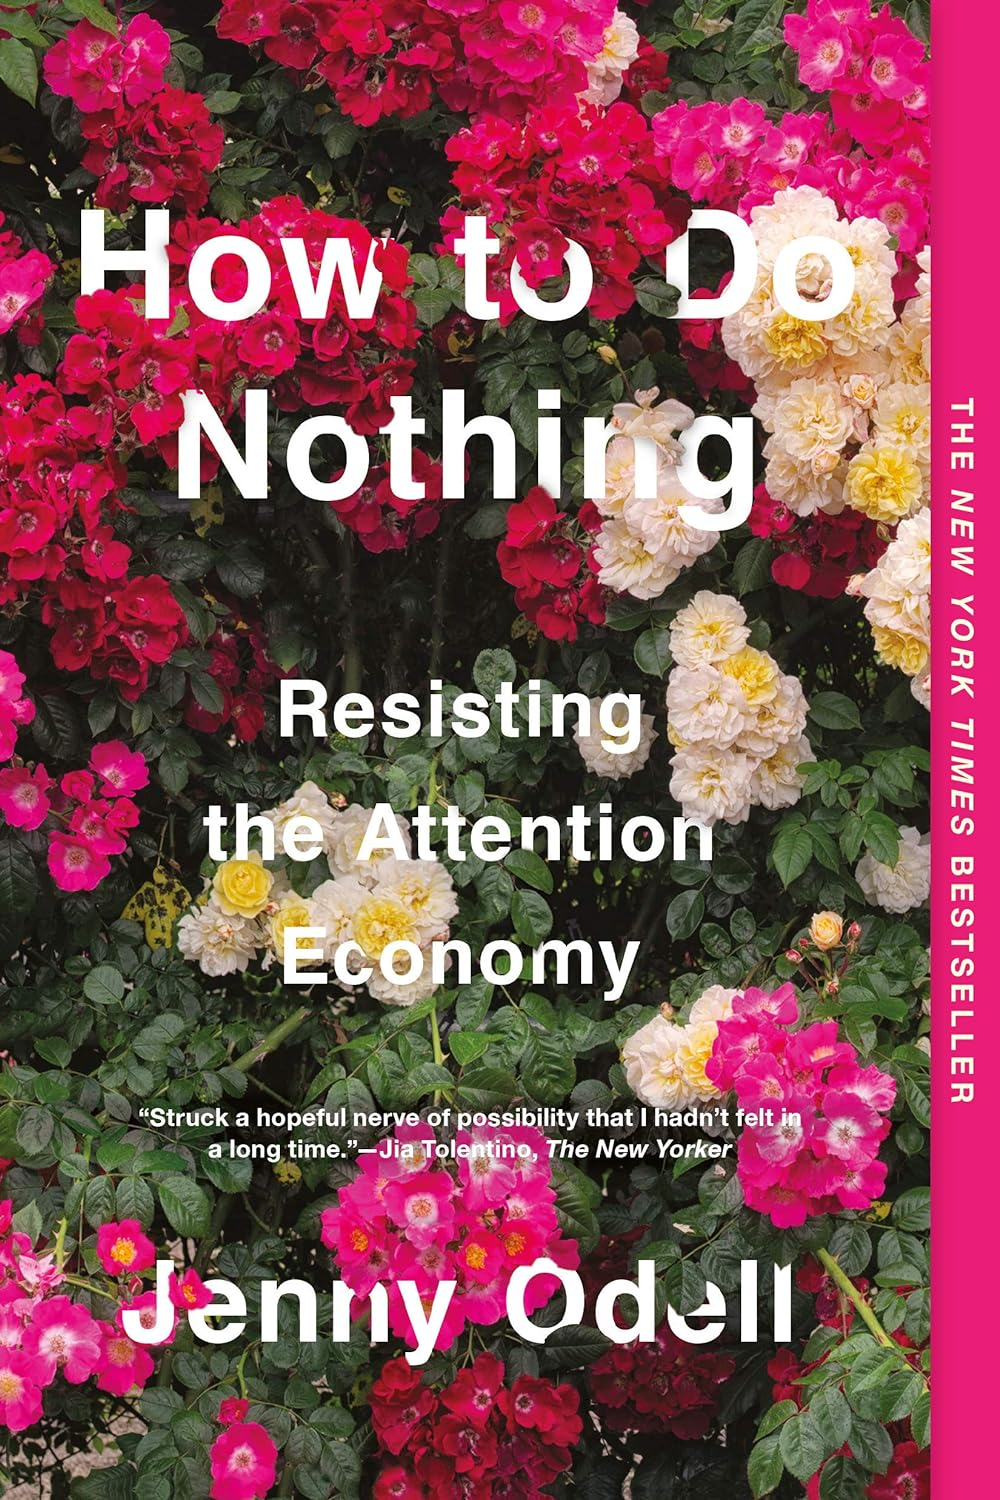 How to Do
Nothing
Resisting
the Attention
Economy
“Struck a hopeful nerve of possibility that I hadn’t felt in
a long time.”—Jia Tolentino, The New Yorker
Jenny Odell
THE NEW YORK TIMES BESTSELLER